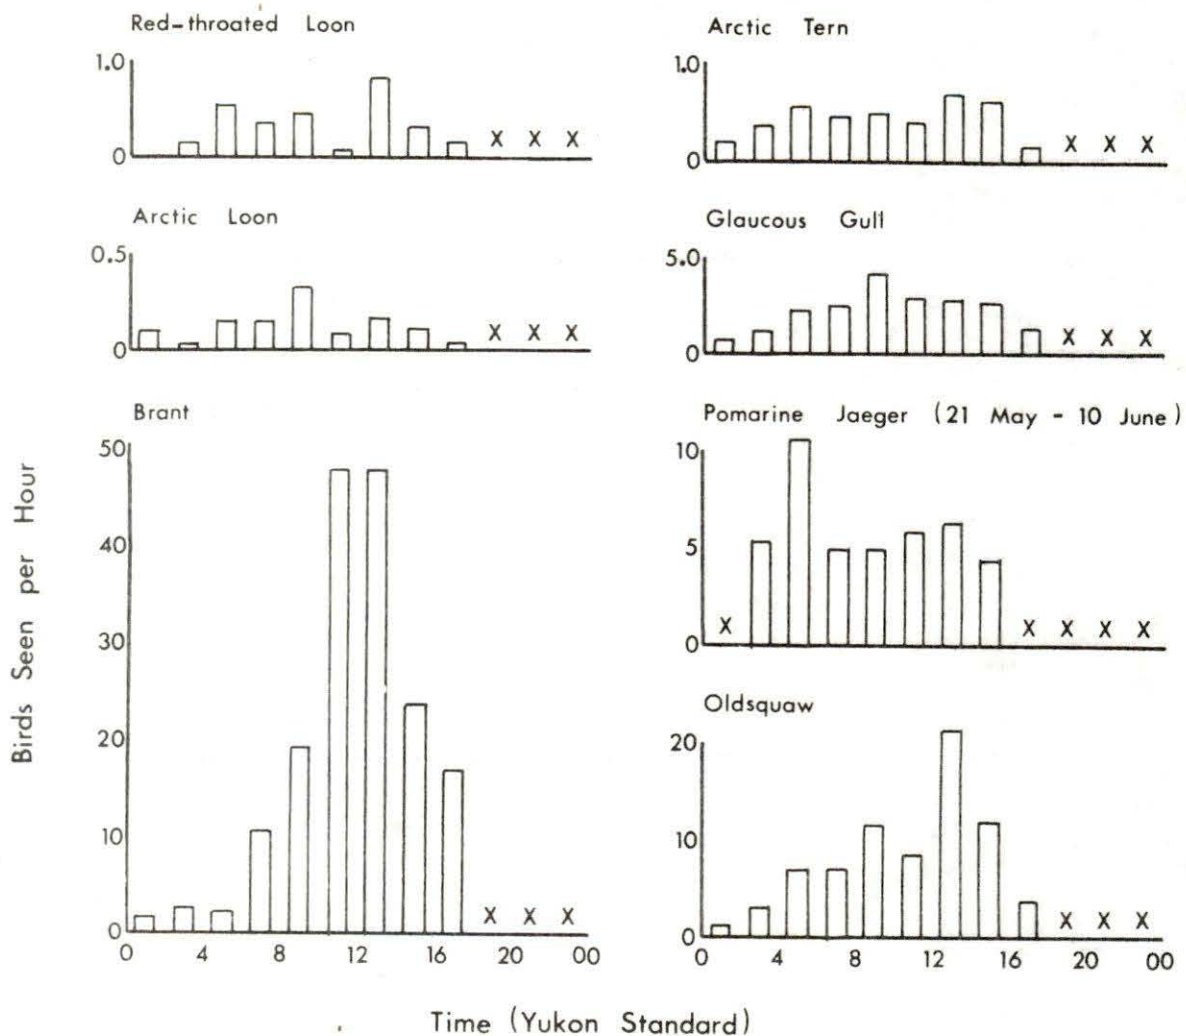 Red-throated Loon
1.0
0
X X X
Arctic Loon
0.5
0
X X X
Brant
50
40
30
20
10
0
X X X
0 4 8 12 16 20 00
Birds Seen per Hour
Arctic Tern
1.0
0
X X X
Glaucous Gull
5.0
0
X X X
Pomarine Jaeger (21 May - 10 June)
10
5
0
X X X X X
Oldsquaw
20
10
0
X X X
0 4 8 12 16 20 00
Time (Yukon Standard)